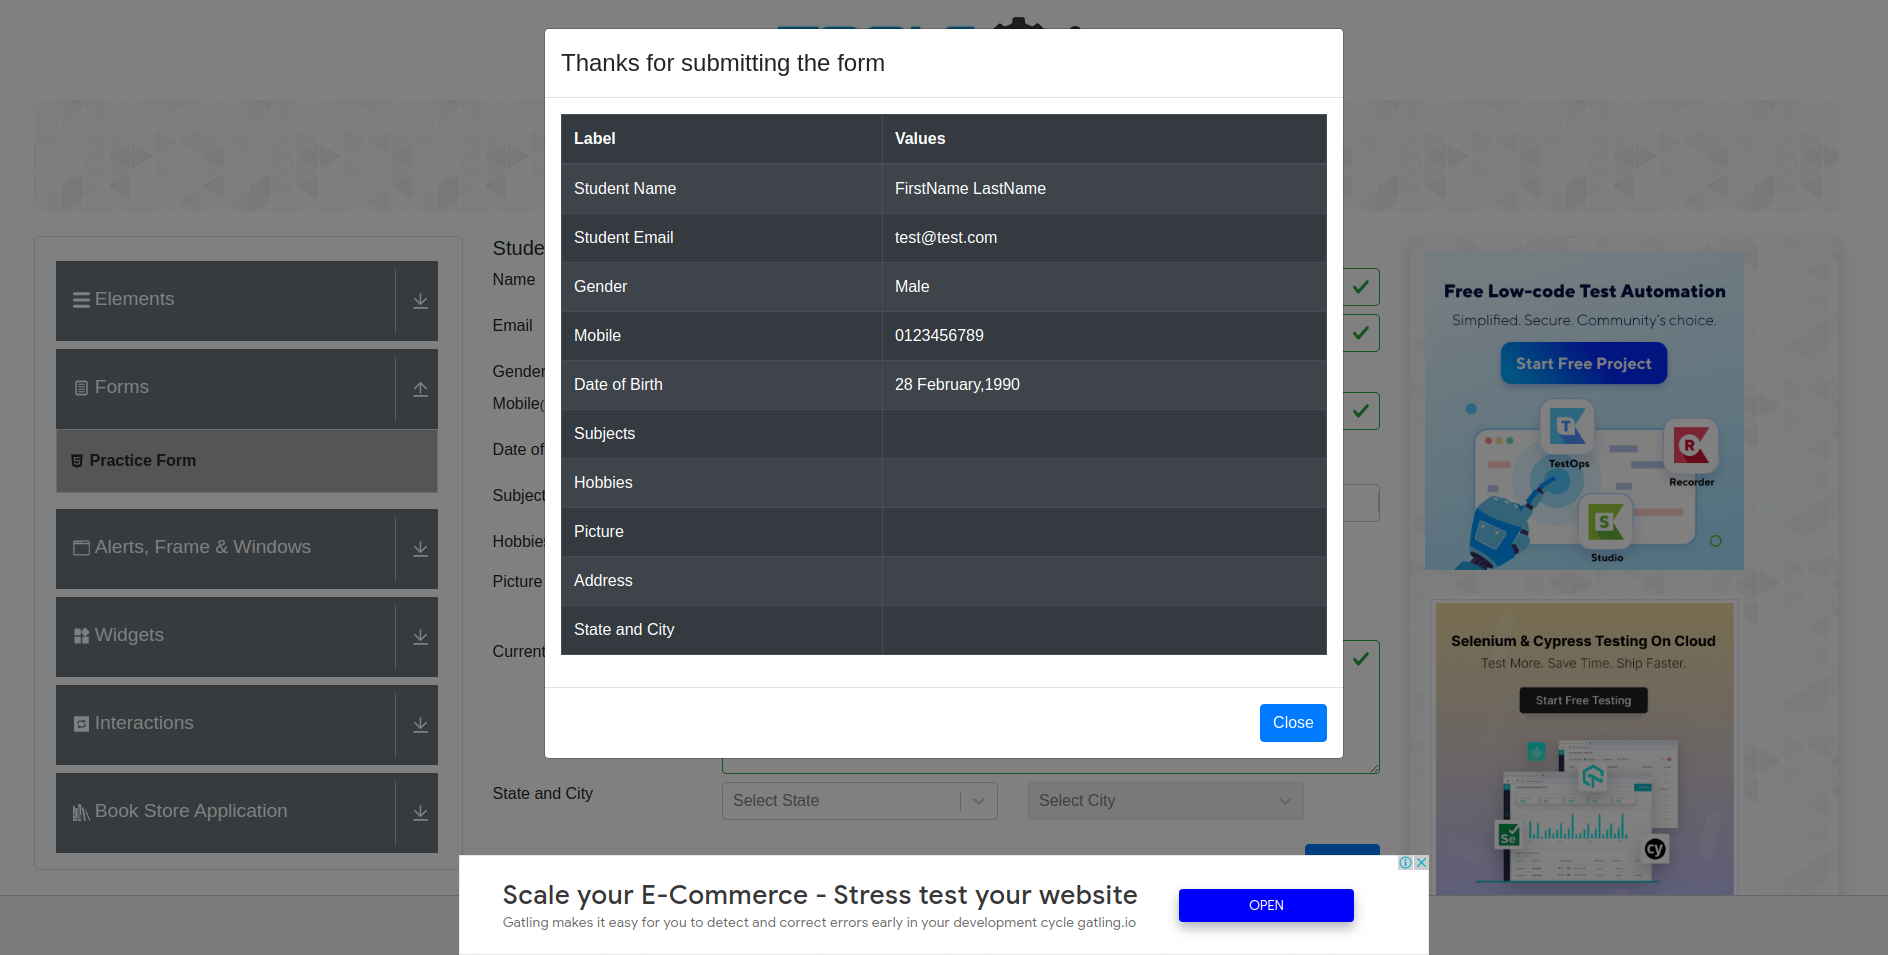 Thanks for submitting the form
Label Values
Student Name FirstName LastName
Student Email test@test.com
Gender Male
Mobile 0123456789
Date of Birth 28 February,1990
Subjects
Hobbies
Picture
Address
State and City
Close
Elements
Forms
Practice Form
Alerts, Frame & Windows
Widgets
Interactions
Book Store Application
Stude
Name
Email
Gender
Mobile(
Date of
Subject
Hobbies
Picture
Current
State and City Select State Select City
Free Low-code Test Automation
Simplified. Secure. Community's choice.
Start Free Project
TestOps
Recorder
Studio
Selenium & Cypress Testing On Cloud
Test More. Save Time. Ship Faster.
Start Free Testing
Se
cy
Scale your E-Commerce - Stress test your website
Gatling makes it easy for you to detect and correct errors early in your development cycle gatling.io
OPEN